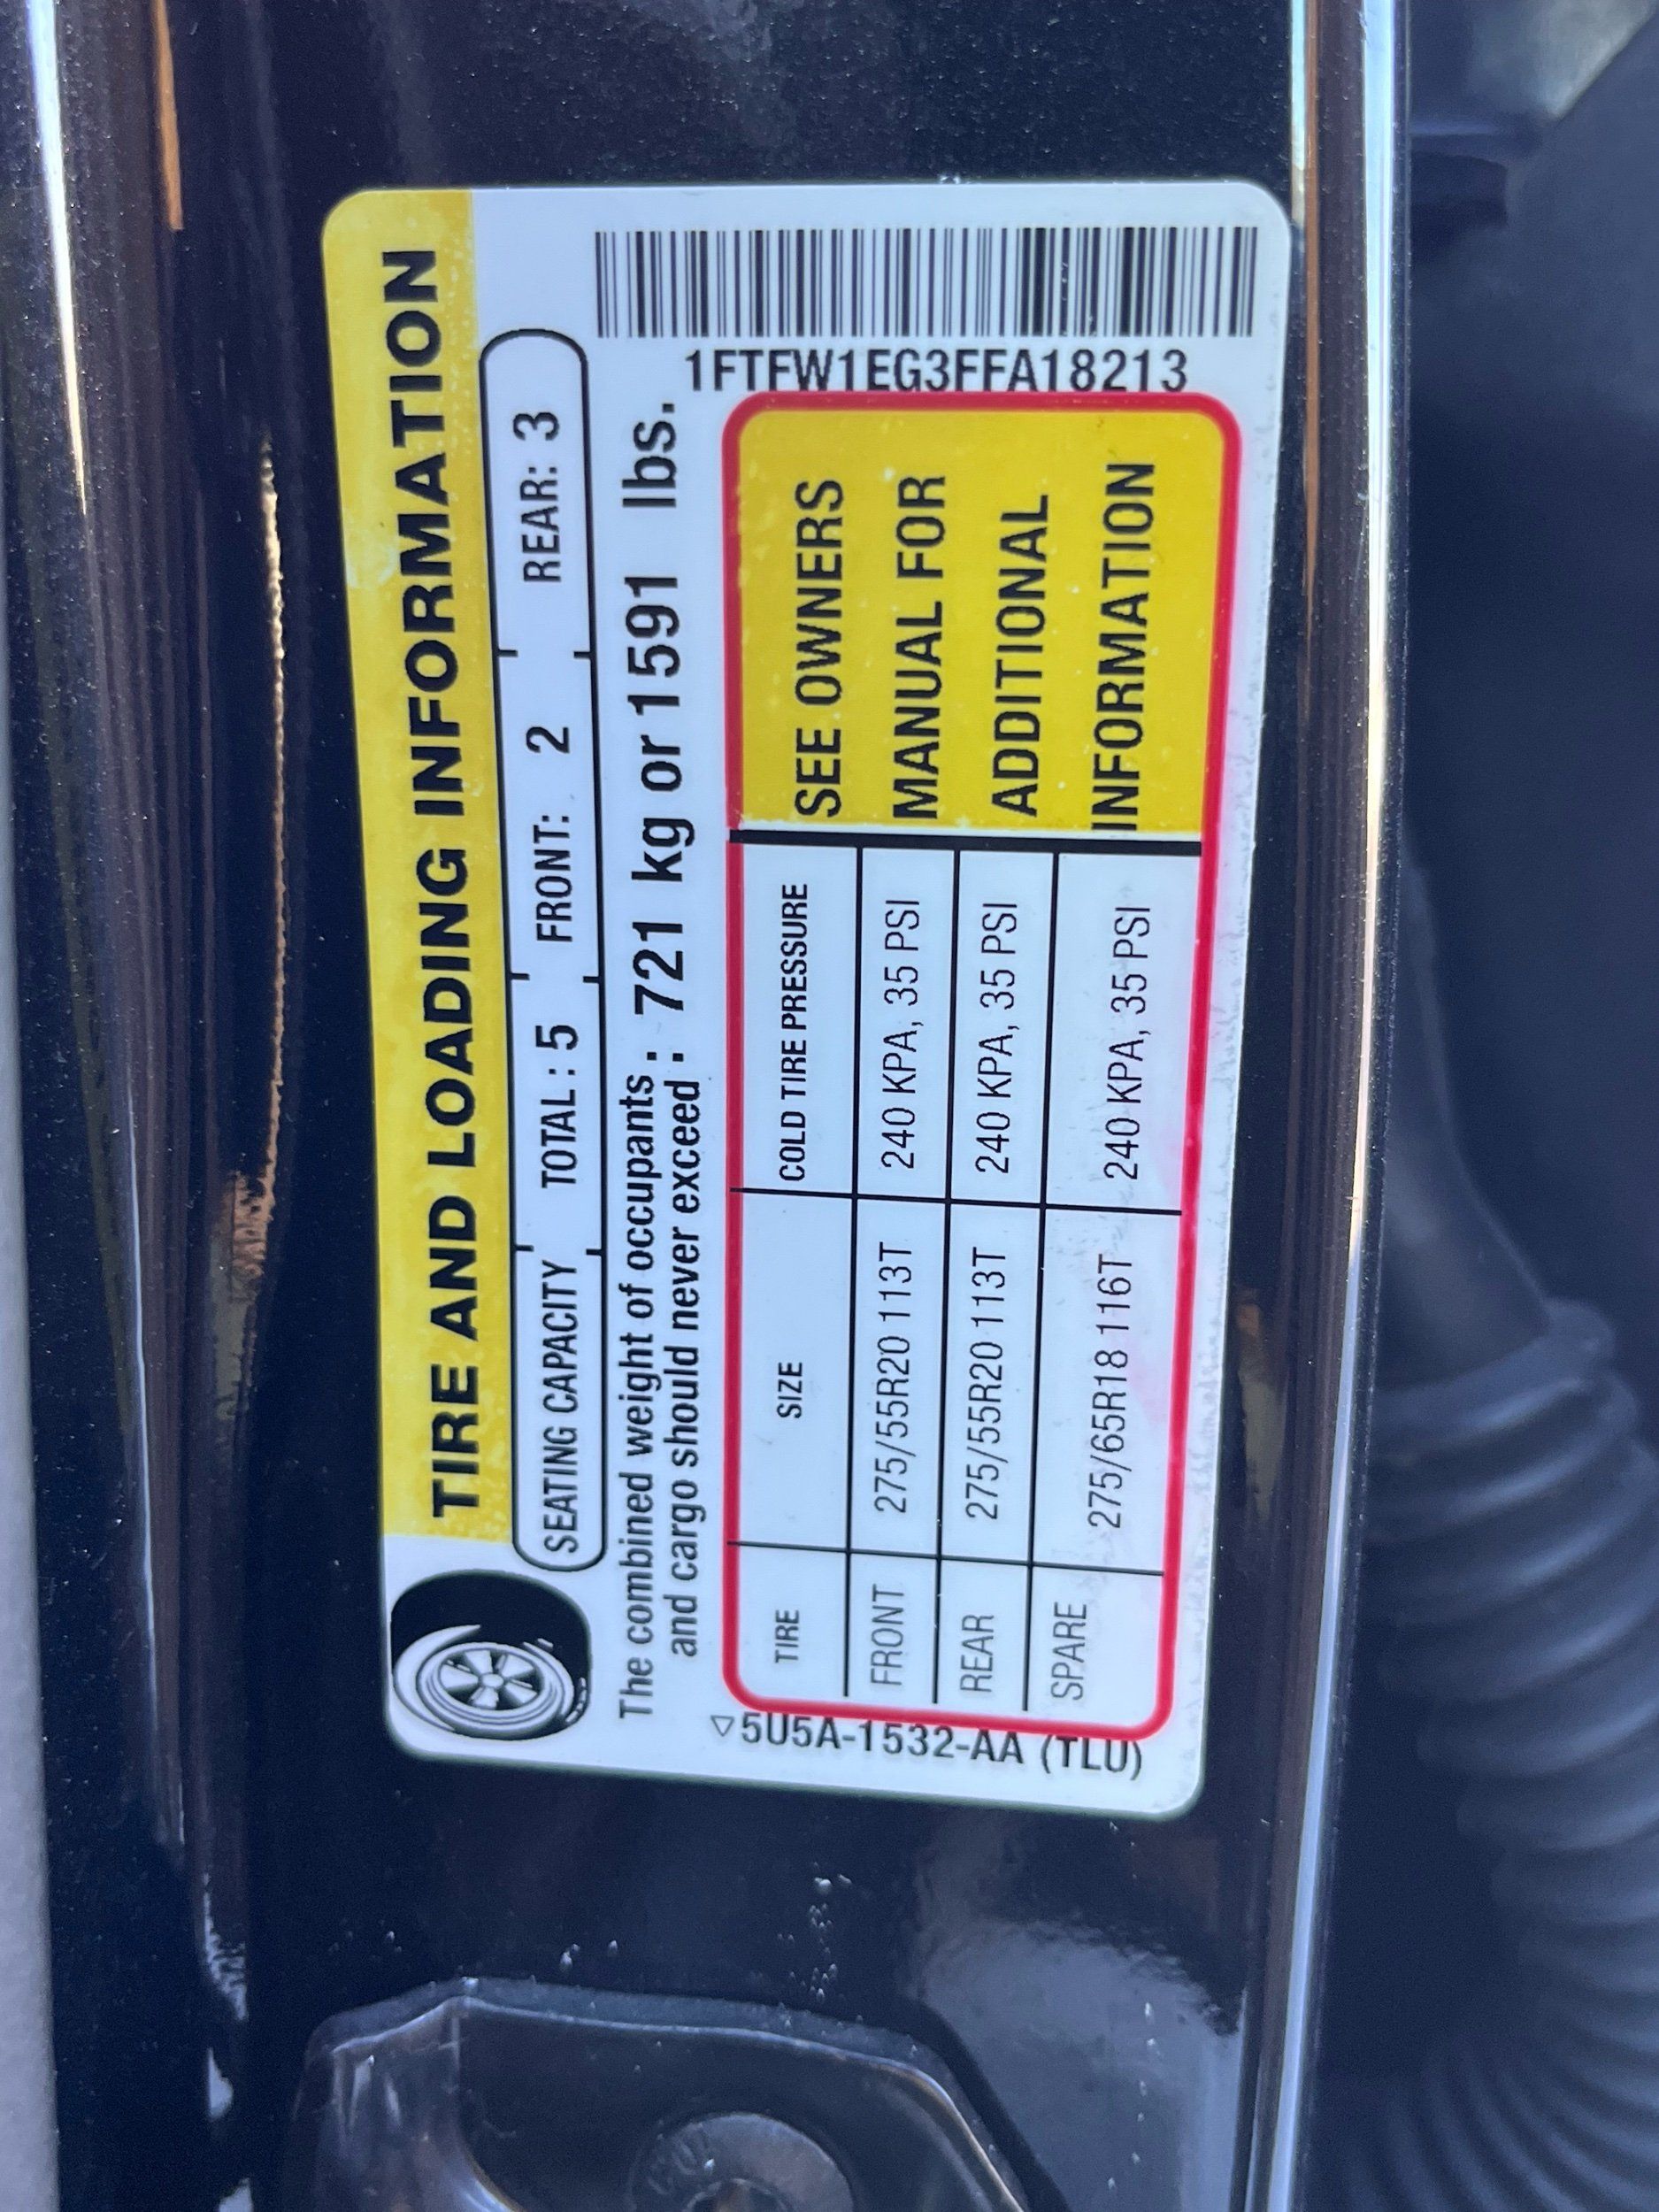 TIRE AND LOADING INFORMATION
SEATING CAPACITY TOTAL : 5 FRONT: 2 REAR: 3
The combined weight of occupants :
and cargo should never exceed : 721 kg or 1591 lbs.
TIRE SIZE COLD TIRE PRESSURE
FRONT 275/55R20 113T 240 KPA, 35 PSI
REAR 275/55R20 113T 240 KPA, 35 PSI
SPARE 275/65R18 116T 240 KPA, 35 PSI
SEE OWNERS
MANUAL FOR
ADDITIONAL
INFORMATION
1FTFW1EG3FFA18213
▽5U5A-1532-AA (TLU)